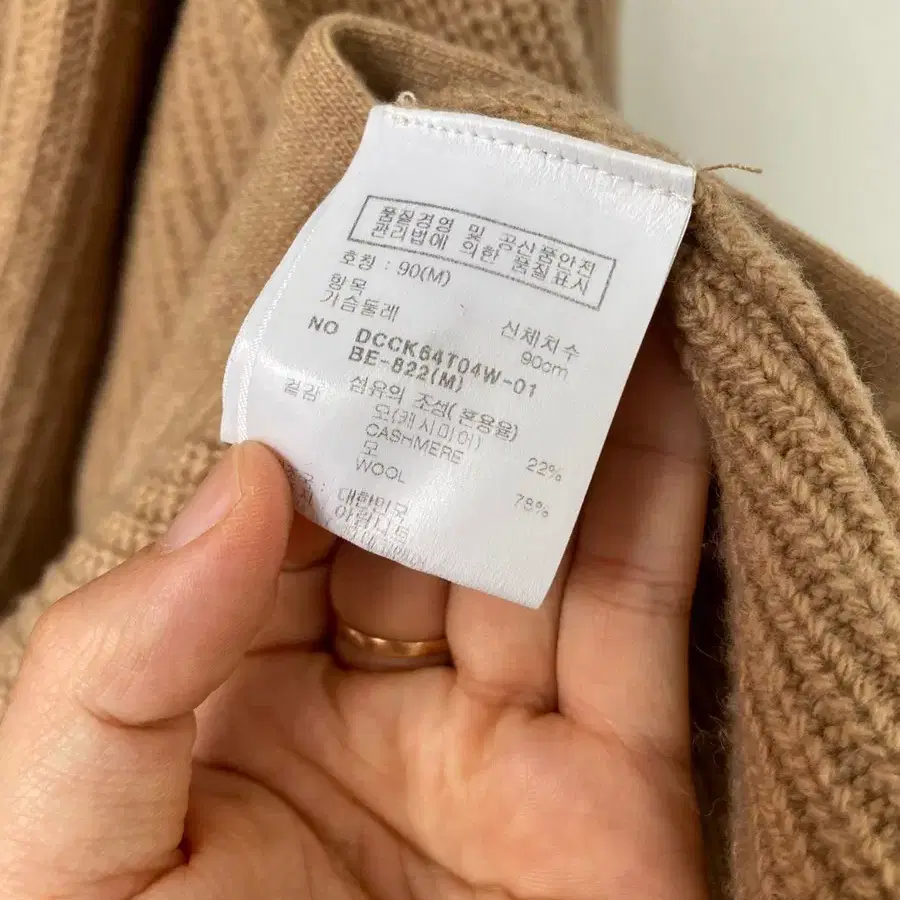 품질경영 및 공산품안전
관리법에 의한 품질표시
호칭 : 90(M)
항목 신체치수
가슴둘레 90cm
NO DCCK64T04W-01
BE-822(M)
겉감 섬유의 조성( 혼용율)
모(캐시미어)
CASHMERE 22%
모
WOOL 78%
대한민국